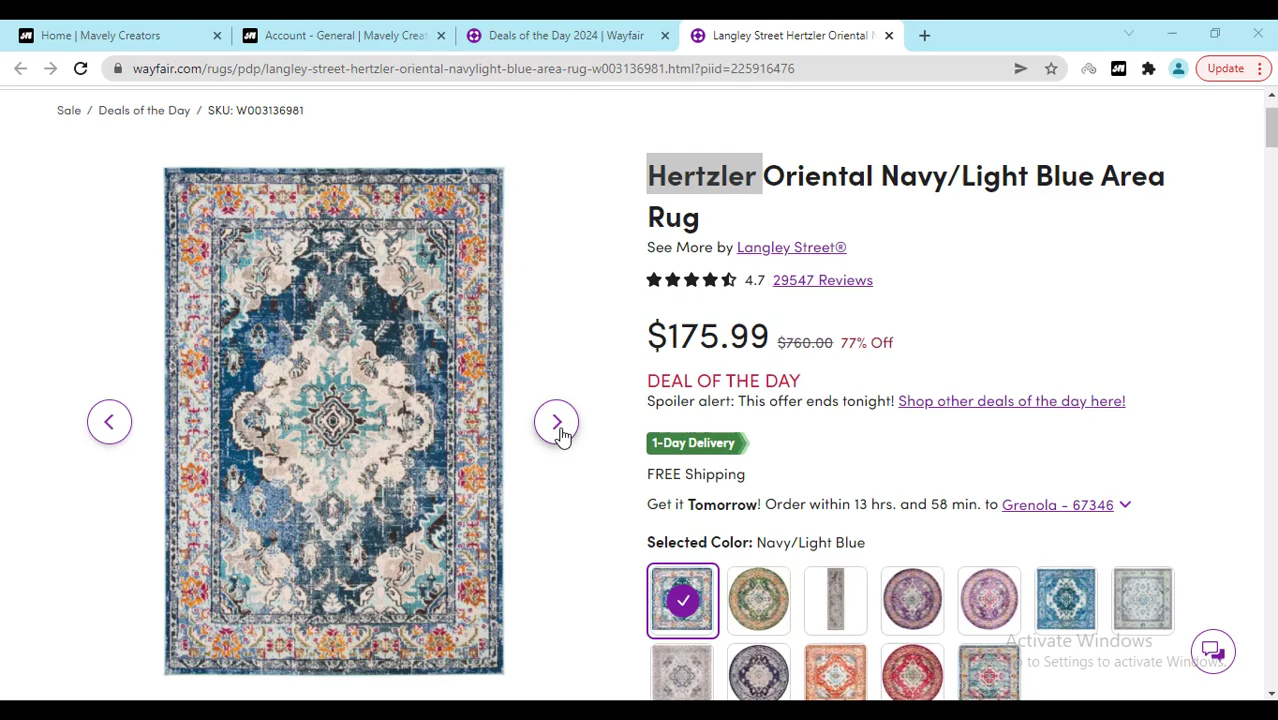 Home | Mavely Creators
Account - General | Mavely Creat
Deals of the Day 2024 | Wayfair
Langley Street Hertzler Oriental N
wayfair.com/rugs/pdp/langley-street-hertzler-oriental-navylight-blue-area-rug-w003136981.html?piid=225916476
Update
Sale / Deals of the Day / SKU: W003136981
Hertzler Oriental Navy/Light Blue Area
Rug
See More by Langley Street®
4.7 29547 Reviews
$175.99 $760.00 77% Off
DEAL OF THE DAY
Spoiler alert: This offer ends tonight! Shop other deals of the day here!
1-Day Delivery
FREE Shipping
Get it Tomorrow! Order within 13 hrs. and 58 min. to Grenola - 67346
Selected Color: Navy/Light Blue
Activate Windows
to Settings to activate Windows.